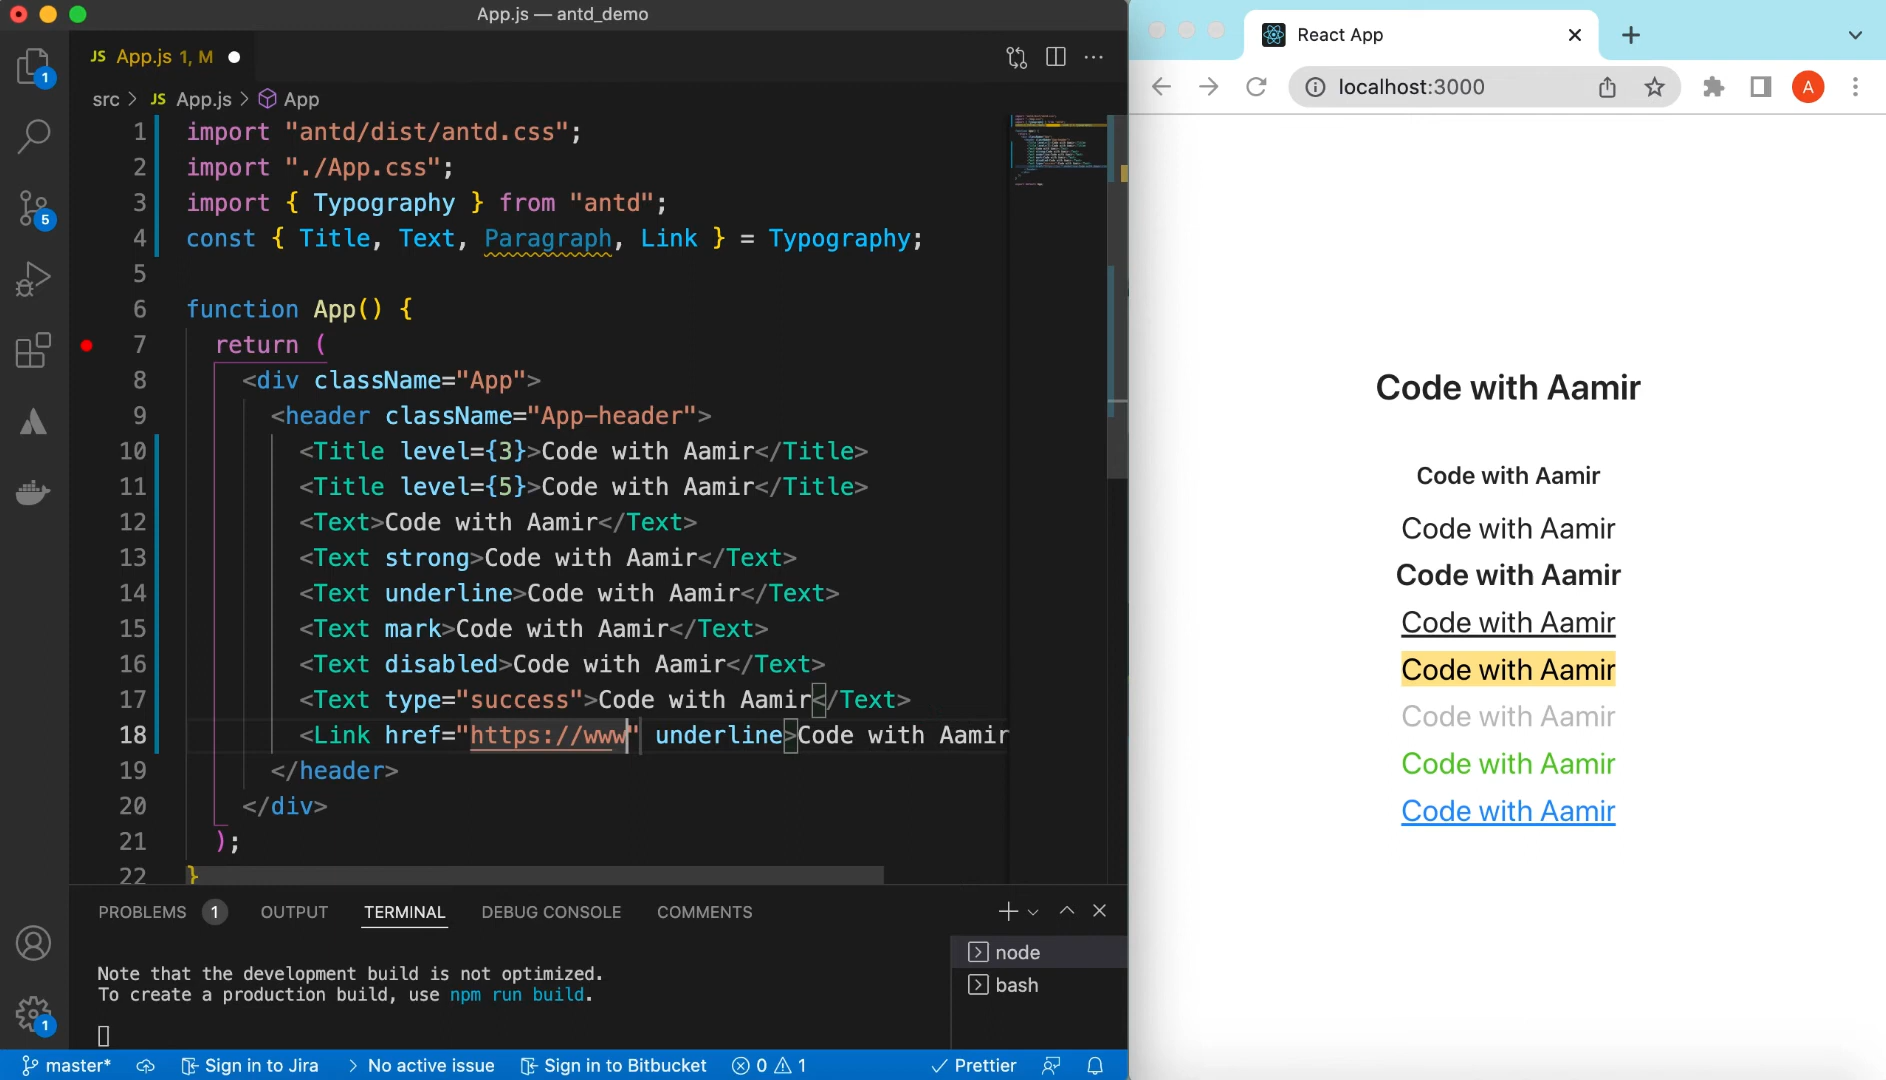 App.js — antd_demo
JS App.js 1, M
src > JS App.js > App
1 import "antd/dist/antd.css";
2 import "./App.css";
3 import { Typography } from "antd";
4 const { Title, Text, Paragraph, Link } = Typography;
5
6 function App() {
7 return (
8 <div className="App">
9 <header className="App-header">
10 <Title level={3}>Code with Aamir</Title>
11 <Title level={5}>Code with Aamir</Title>
12 <Text>Code with Aamir</Text>
13 <Text strong>Code with Aamir</Text>
14 <Text underline>Code with Aamir</Text>
15 <Text mark>Code with Aamir</Text>
16 <Text disabled>Code with Aamir</Text>
17 <Text type="success">Code with Aamir</Text>
18 <Link href="https://www" underline>Code with Aamir
19 </header>
20 </div>
21 );
22 }
1
5
1
PROBLEMS 1 OUTPUT TERMINAL DEBUG CONSOLE COMMENTS
Note that the development build is not optimized.
To create a production build, use npm run build.
node
bash
master* Sign in to Jira > No active issue Sign in to Bitbucket 0 1 Prettier
React App
localhost:3000
A
Code with Aamir
Code with Aamir
Code with Aamir
Code with Aamir
Code with Aamir
Code with Aamir
Code with Aamir
Code with Aamir
Code with Aamir